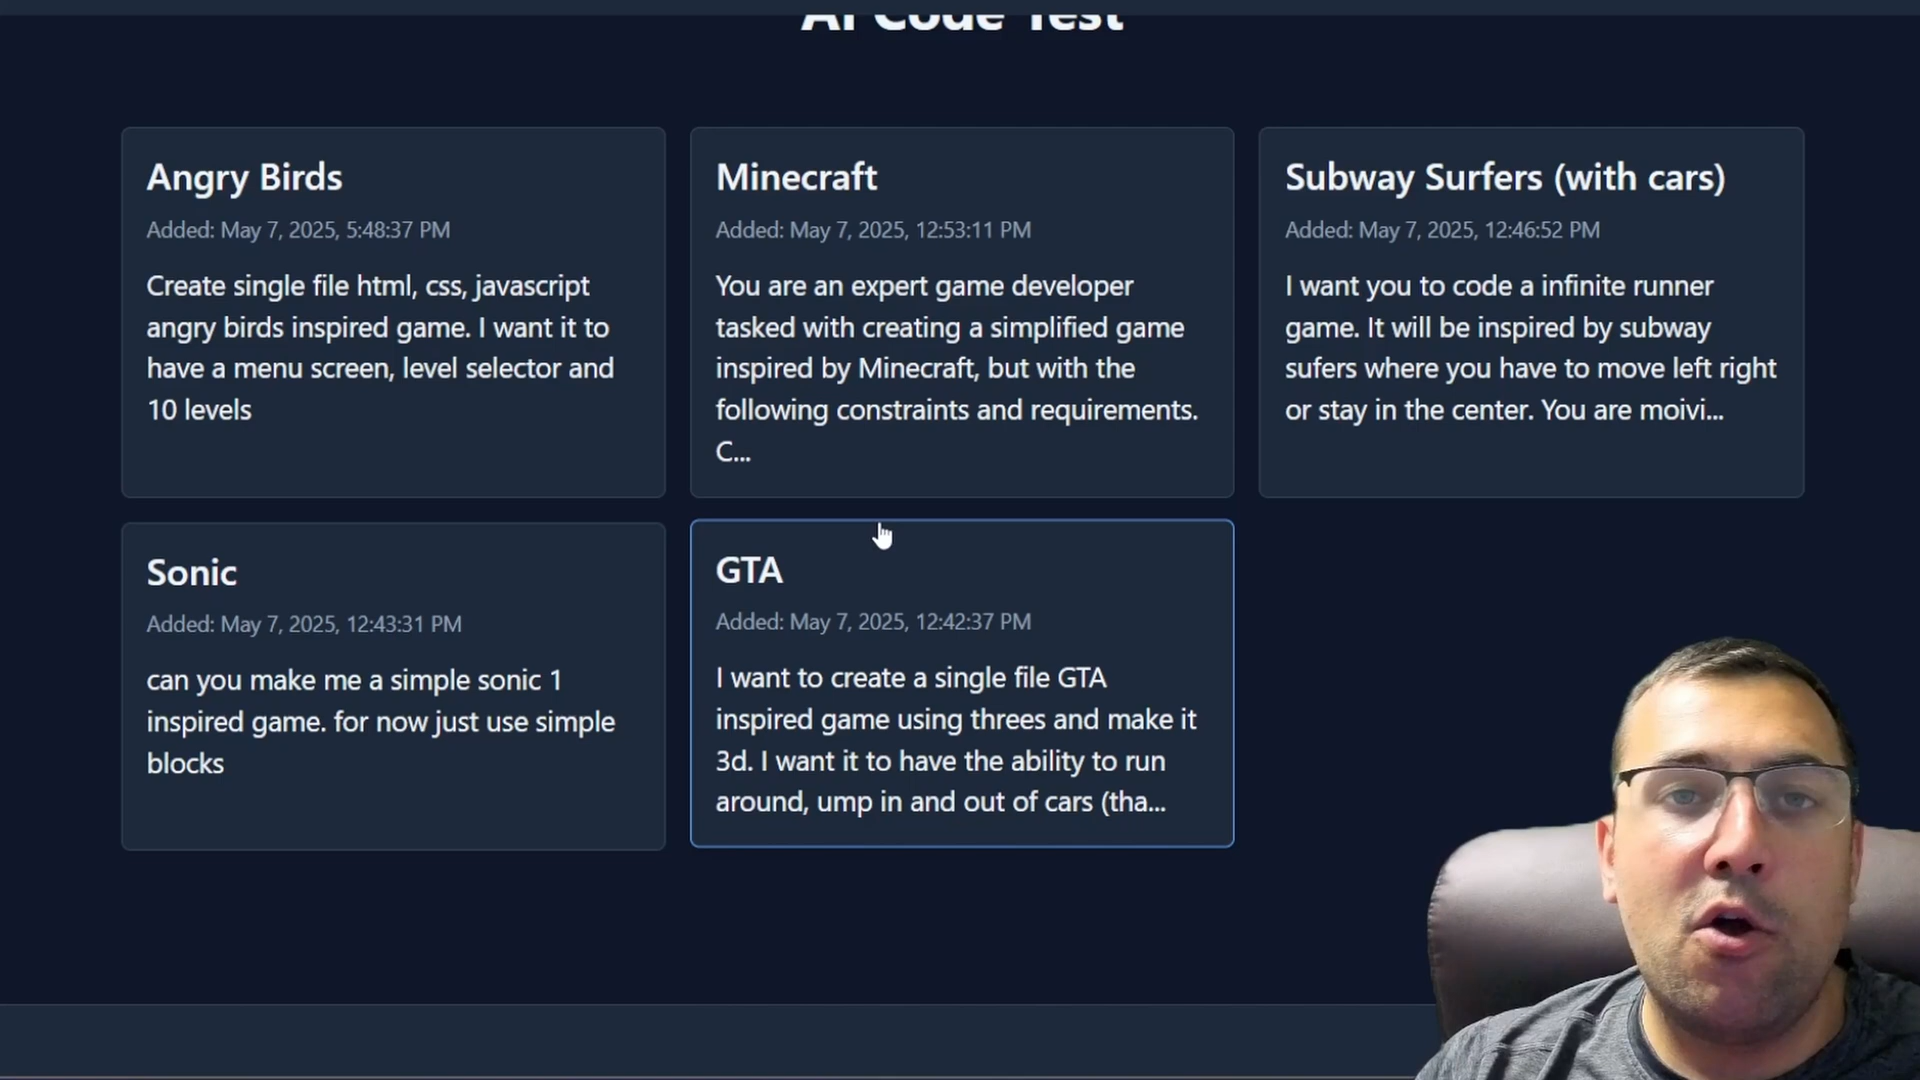 AI Code Test
Angry Birds
Added: May 7, 2025, 5:48:37 PM
Create single file html, css, javascript
angry birds inspired game. I want it to
have a menu screen, level selector and
10 levels
Minecraft
Added: May 7, 2025, 12:53:11 PM
You are an expert game developer
tasked with creating a simplified game
inspired by Minecraft, but with the
following constraints and requirements.
C...
Subway Surfers (with cars)
Added: May 7, 2025, 12:46:52 PM
I want you to code a infinite runner
game. It will be inspired by subway
sufers where you have to move left right
or stay in the center. You are moivi...
Sonic
Added: May 7, 2025, 12:43:31 PM
can you make me a simple sonic 1
inspired game. for now just use simple
blocks
GTA
Added: May 7, 2025, 12:42:37 PM
I want to create a single file GTA
inspired game using threes and make it
3d. I want it to have the ability to run
around, ump in and out of cars (tha...